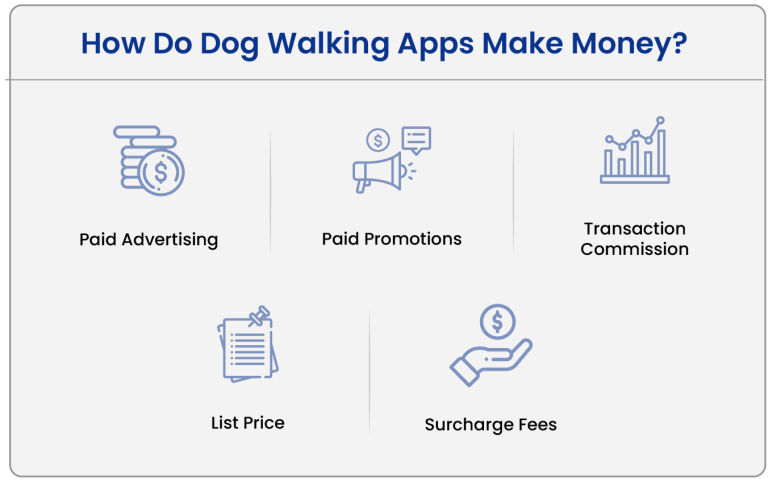 How Do Dog Walking Apps Make Money?
$
$
Paid Advertising
Paid Promotions
Transaction
Commission
$
List Price
Surcharge Fees